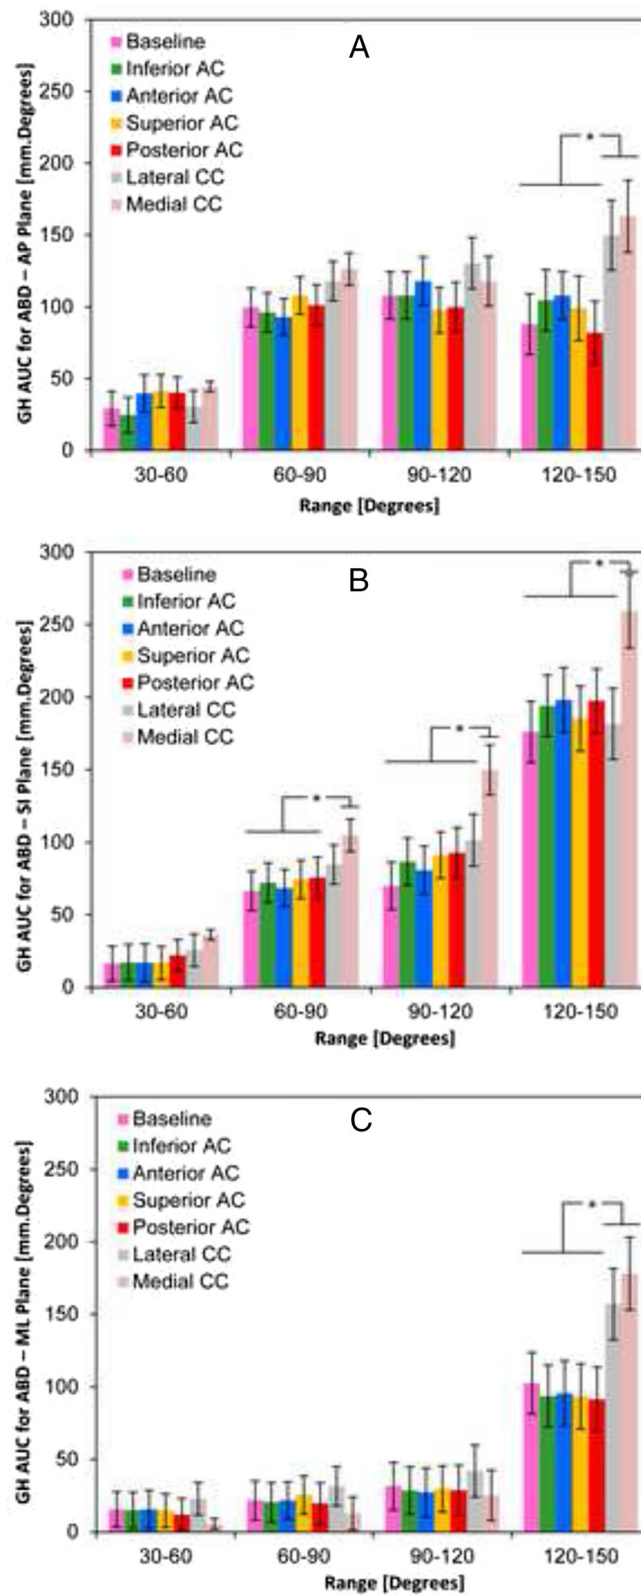 A
GH AUC for ABD – AP Plane [mm.Degrees]
300
250
200
150
100
50
0
Baseline
Inferior AC
Anterior AC
Superior AC
Posterior AC
Lateral CC
Medial CC
*
30-60 60-90 90-120 120-150
Range [Degrees]
B
GH AUC for ABD – SI Plane [mm.Degrees]
300
250
200
150
100
50
0
Baseline
Inferior AC
Anterior AC
Superior AC
Posterior AC
Lateral CC
Medial CC
*
*
*
30-60 60-90 90-120 120-150
Range [Degrees]
C
GH AUC for ABD – ML Plane [mm.Degrees]
300
250
200
150
100
50
0
Baseline
Inferior AC
Anterior AC
Superior AC
Posterior AC
Lateral CC
Medial CC
*
30-60 60-90 90-120 120-150
Range [Degrees]